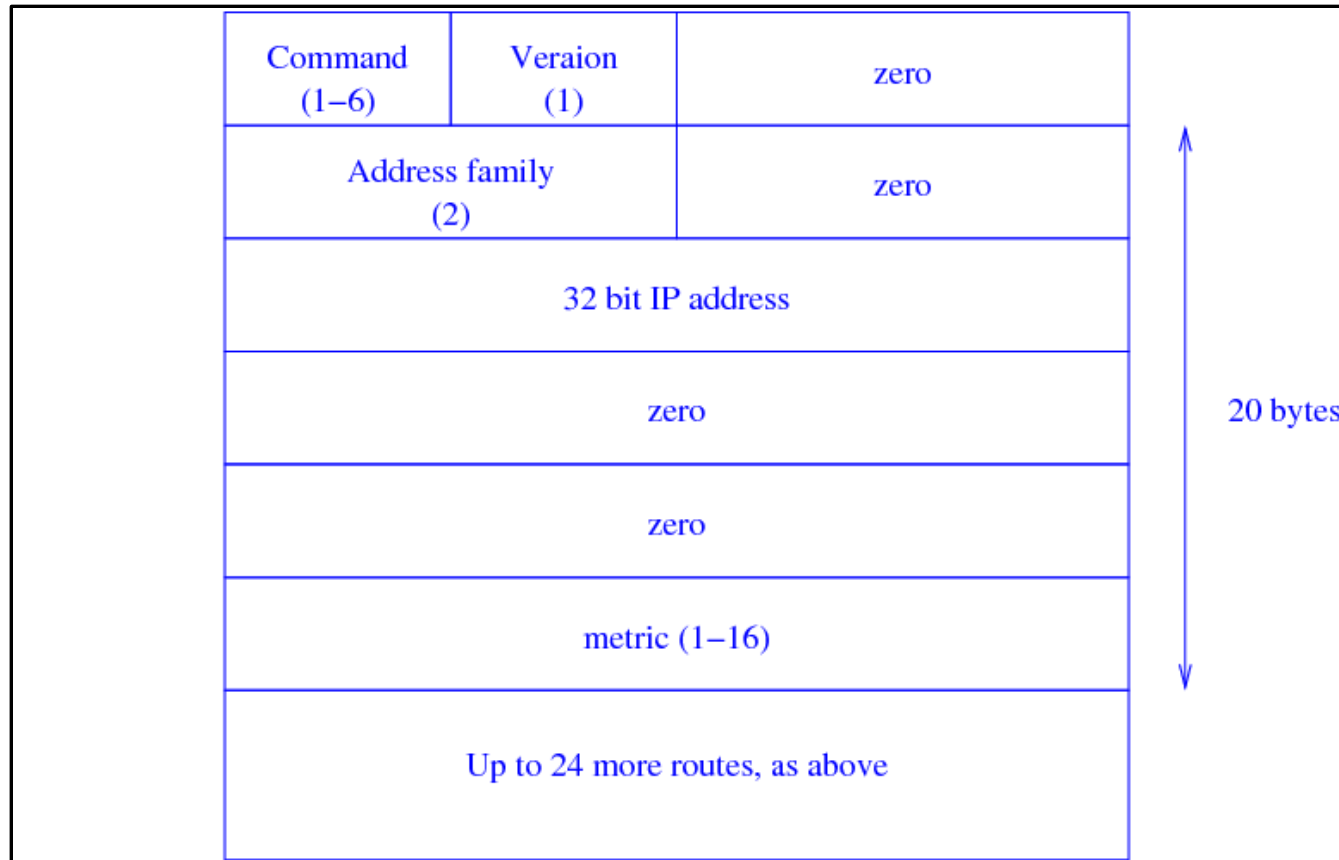 Command
(1–6)
Veraion
(1)
zero
Address family
(2)
zero
32 bit IP address
zero
20 bytes
zero
metric (1–16)
Up to 24 more routes, as above